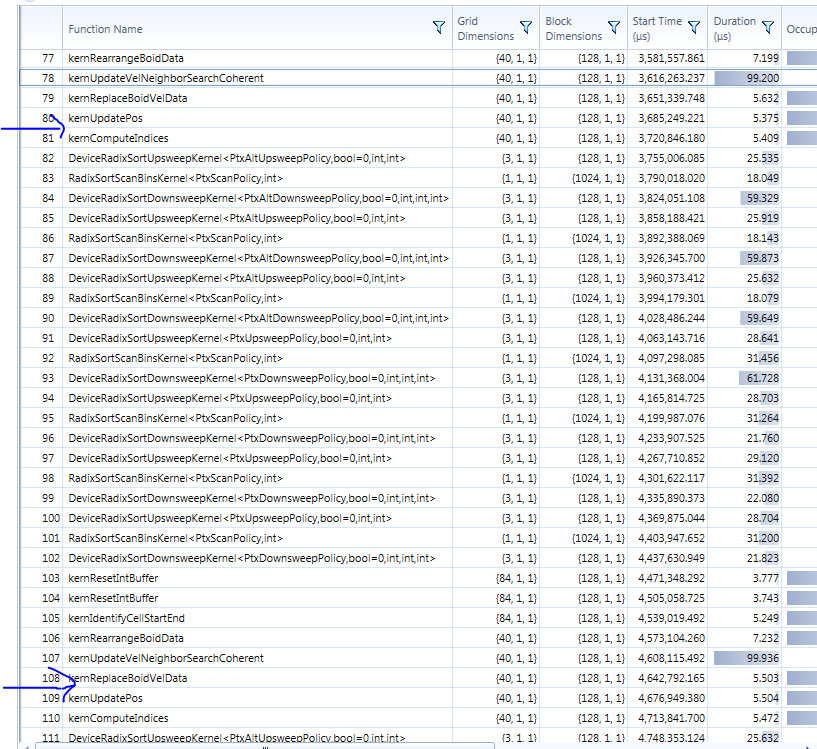 Function Name Grid Dimensions Block Dimensions Start Time (µs) Duration (µs) Occup
77 kernRearrangeBoidData {40, 1, 1} {128, 1, 1} 3,581,557.861 7.199
78 kernUpdateVelNeighborSearchCoherent {40, 1, 1} {128, 1, 1} 3,616,263.237 99.200
79 kernReplaceBoidVelData {40, 1, 1} {128, 1, 1} 3,651,339.748 5.632
80 kernUpdatePos {40, 1, 1} {128, 1, 1} 3,685,249.221 5.375
81 kernComputeIndices {40, 1, 1} {128, 1, 1} 3,720,846.180 5.409
82 DeviceRadixSortUpsweepKernel<PtxAltUpsweepPolicy,bool=0,int,int> {3, 1, 1} {128, 1, 1} 3,755,006.085 25.535
83 RadixSortScanBinsKernel<PtxScanPolicy,int> {1, 1, 1} {1024, 1, 1} 3,790,018.020 18.049
84 DeviceRadixSortDownsweepKernel<PtxAltDownsweepPolicy,bool=0,int,int,int> {3, 1, 1} {128, 1, 1} 3,824,051.108 59.329
85 DeviceRadixSortUpsweepKernel<PtxAltUpsweepPolicy,bool=0,int,int> {3, 1, 1} {128, 1, 1} 3,858,188.421 25.919
86 RadixSortScanBinsKernel<PtxScanPolicy,int> {1, 1, 1} {1024, 1, 1} 3,892,388.069 18.143
87 DeviceRadixSortDownsweepKernel<PtxAltDownsweepPolicy,bool=0,int,int,int> {3, 1, 1} {128, 1, 1} 3,926,345.700 59.873
88 DeviceRadixSortUpsweepKernel<PtxAltUpsweepPolicy,bool=0,int,int> {3, 1, 1} {128, 1, 1} 3,960,373.412 25.632
89 RadixSortScanBinsKernel<PtxScanPolicy,int> {1, 1, 1} {1024, 1, 1} 3,994,179.301 18.079
90 DeviceRadixSortDownsweepKernel<PtxAltDownsweepPolicy,bool=0,int,int,int> {3, 1, 1} {128, 1, 1} 4,028,486.244 59.649
91 DeviceRadixSortUpsweepKernel<PtxUpsweepPolicy,bool=0,int,int> {3, 1, 1} {128, 1, 1} 4,063,143.716 28.641
92 RadixSortScanBinsKernel<PtxScanPolicy,int> {1, 1, 1} {1024, 1, 1} 4,097,298.085 31.456
93 DeviceRadixSortDownsweepKernel<PtxDownsweepPolicy,bool=0,int,int,int> {3, 1, 1} {128, 1, 1} 4,131,368.004 61.728
94 DeviceRadixSortUpsweepKernel<PtxUpsweepPolicy,bool=0,int,int> {3, 1, 1} {128, 1, 1} 4,165,814.725 28.703
95 RadixSortScanBinsKernel<PtxScanPolicy,int> {1, 1, 1} {1024, 1, 1} 4,199,987.076 31.264
96 DeviceRadixSortDownsweepKernel<PtxDownsweepPolicy,bool=0,int,int,int> {3, 1, 1} {128, 1, 1} 4,233,907.525 21.760
97 DeviceRadixSortUpsweepKernel<PtxUpsweepPolicy,bool=0,int,int> {3, 1, 1} {128, 1, 1} 4,267,710.852 29.120
98 RadixSortScanBinsKernel<PtxScanPolicy,int> {1, 1, 1} {1024, 1, 1} 4,301,622.117 31.392
99 DeviceRadixSortDownsweepKernel<PtxDownsweepPolicy,bool=0,int,int,int> {3, 1, 1} {128, 1, 1} 4,335,890.373 22.080
100 DeviceRadixSortUpsweepKernel<PtxUpsweepPolicy,bool=0,int,int> {3, 1, 1} {128, 1, 1} 4,369,875.044 28.704
101 RadixSortScanBinsKernel<PtxScanPolicy,int> {1, 1, 1} {1024, 1, 1} 4,403,947.652 31.200
102 DeviceRadixSortDownsweepKernel<PtxDownsweepPolicy,bool=0,int,int,int> {3, 1, 1} {128, 1, 1} 4,437,630.949 21.823
103 kernResetIntBuffer {84, 1, 1} {128, 1, 1} 4,471,348.292 3.777
104 kernResetIntBuffer {84, 1, 1} {128, 1, 1} 4,505,058.725 3.743
105 kernIdentifyCellStartEnd {84, 1, 1} {128, 1, 1} 4,539,019.492 5.249
106 kernRearrangeBoidData {40, 1, 1} {128, 1, 1} 4,573,104.260 7.232
107 kernUpdateVelNeighborSearchCoherent {40, 1, 1} {128, 1, 1} 4,608,115.492 99.936
108 kernReplaceBoidVelData {40, 1, 1} {128, 1, 1} 4,642,792.165 5.503
109 kernUpdatePos {40, 1, 1} {128, 1, 1} 4,676,949.380 5.504
110 kernComputeIndices {40, 1, 1} {128, 1, 1} 4,713,841.700 5.472
111 DeviceRadixSortUpsweepKernel<PtxAltUpsweepPolicy,bool=0,int,int> {3, 1, 1} {128, 1, 1} 4,748,353.124 25.632